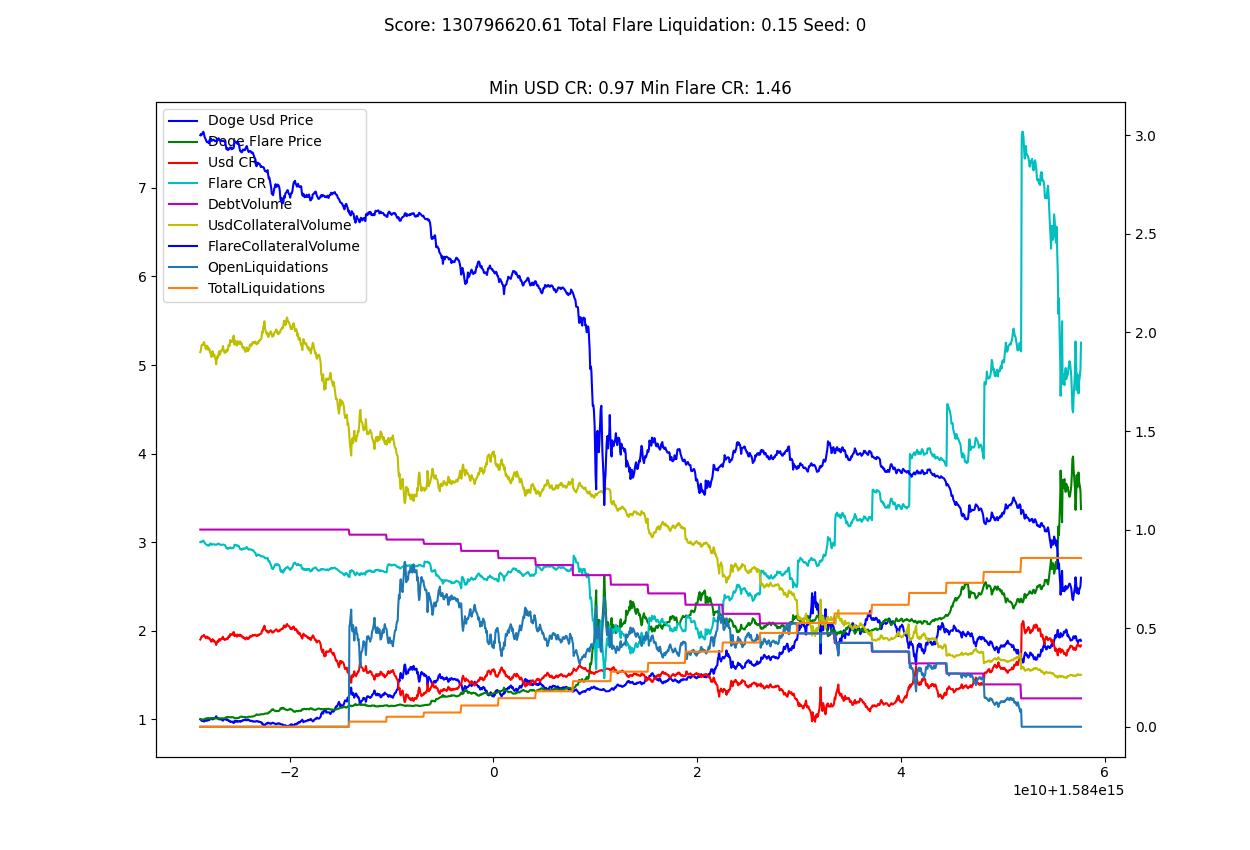 Score: 130796620.61 Total Flare Liquidation: 0.15 Seed: 0
Min USD CR: 0.97 Min Flare CR: 1.46
Doge Usd Price
Doge Flare Price
Usd CR
Flare CR
DebtVolume
UsdCollateralVolume
FlareCollateralVolume
OpenLiquidations
TotalLiquidations
7
6
5
4
3
2
1
3.0
2.5
2.0
1.5
1.0
0.5
0.0
−2 0 2 4 6
1e10+1.584e15